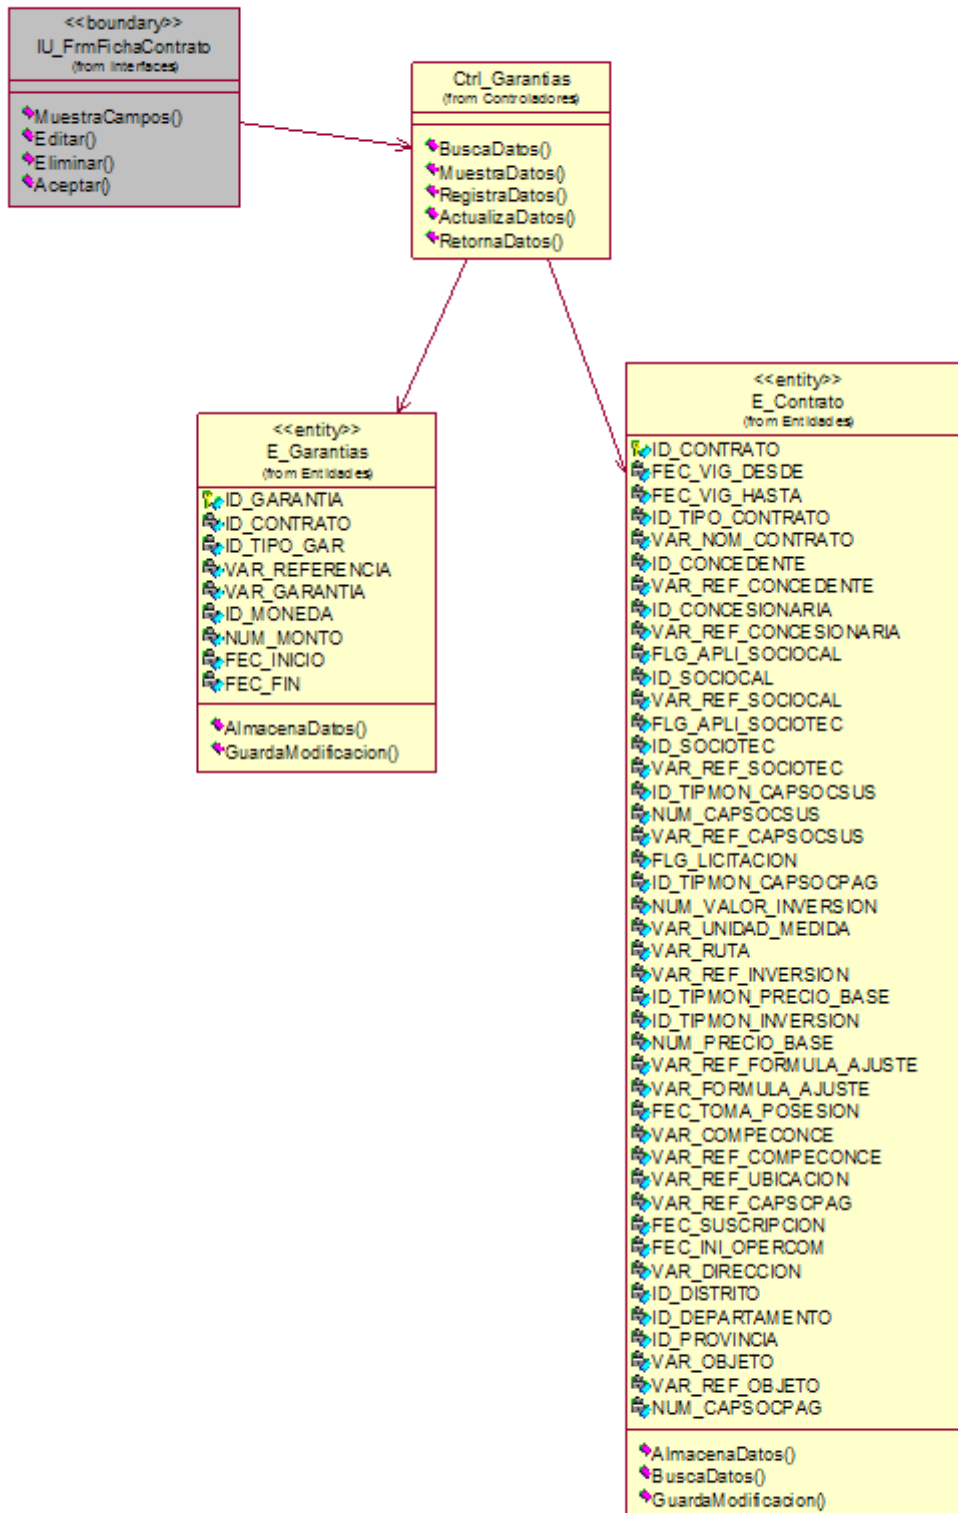 <<boundary>>
IU_FrmFichaContrato
(from Interfaces)
MuestraCampos()
Editar()
Eliminar()
Aceptar()
Ctrl_Garantias
(from Controladores)
BuscaDatos()
MuestraDatos()
RegistraDatos()
ActualizaDatos()
RetornaDatos()
<<entity>>
E_Garantias
(from Entidades)
ID_GARANTIA
ID_CONTRATO
ID_TIPO_GAR
VAR_REFERENCIA
VAR_GARANTIA
ID_MONEDA
NUM_MONTO
FEC_INICIO
FEC_FIN
AlmacenaDatos()
GuardaModificacion()
<<entity>>
E_Contrato
(from Entidades)
ID_CONTRATO
FEC_VIG_DESDE
FEC_VIG_HASTA
ID_TIPO_CONTRATO
VAR_NOM_CONTRATO
ID_CONCEDENTE
VAR_REF_CONCEDENTE
ID_CONCESIONARIA
VAR_REF_CONCESIONARIA
FLG_APLI_SOCIOCAL
ID_SOCIOCAL
VAR_REF_SOCIOCAL
FLG_APLI_SOCIOTEC
ID_SOCIOTEC
VAR_REF_SOCIOTEC
ID_TIPMON_CAPSOCSUS
NUM_CAPSOCSUS
VAR_REF_CAPSOCSUS
FLG_LICITACION
ID_TIPMON_CAPSOCPAG
NUM_VALOR_INVERSION
VAR_UNIDAD_MEDIDA
VAR_RUTA
VAR_REF_INVERSION
ID_TIPMON_PRECIO_BASE
ID_TIPMON_INVERSION
NUM_PRECIO_BASE
VAR_REF_FORMULA_AJUSTE
VAR_FORMULA_AJUSTE
FEC_TOMA_POSESION
VAR_COMPECONCE
VAR_REF_COMPECONCE
VAR_REF_UBICACION
VAR_REF_CAPSCPAG
FEC_SUSCRIPCION
FEC_INI_OPERCOM
VAR_DIRECCION
ID_DISTRITO
ID_DEPARTAMENTO
ID_PROVINCIA
VAR_OBJETO
VAR_REF_OBJETO
NUM_CAPSOCPAG
AlmacenaDatos()
BuscaDatos()
GuardaModificacion()